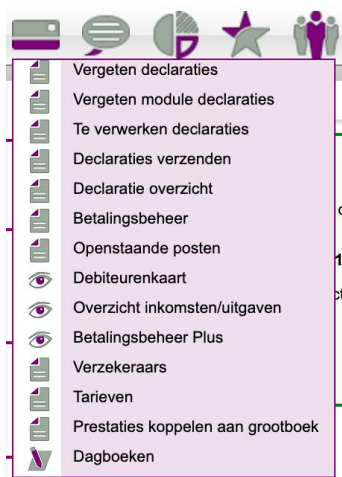 Vergeten declaraties
Vergeten module declaraties
Te verwerken declaraties
Declaraties verzenden
Declaratie overzicht
Betalingsbeheer
Openstaande posten
Debiteurenkaart
Overzicht inkomsten/uitgaven
Betalingsbeheer Plus
Verzekeraars
Tarieven
Prestaties koppelen aan grootboek
Dagboeken